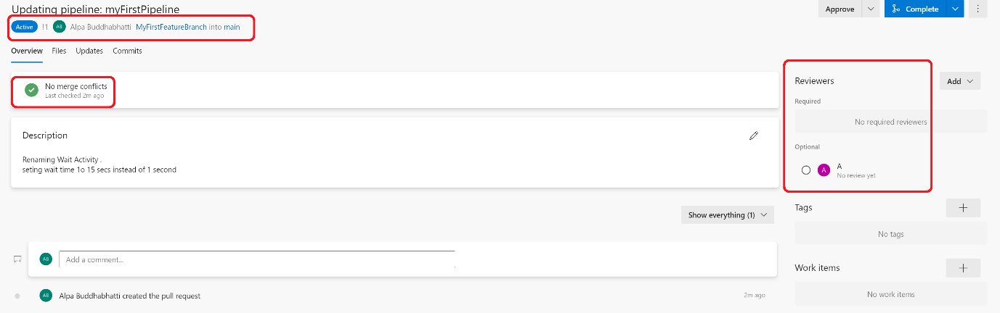 Updating pipeline: myFirstPipeline
Approve
Complete
Active !1 AB Alpa Buddhabhatti MyFirstFeatureBranch into main
Overview Files Updates Commits
No merge conflicts
Last checked 2m ago
Description
Renaming Wait Activity .
seting wait time 1o 15 secs instead of 1 second
Show everything (1)
AB Add a comment...
AB Alpa Buddhabhatti created the pull request 2m ago
Reviewers
Add
Required
No required reviewers
Optional
A A
No review yet
Tags
No tags
Work items
No work items